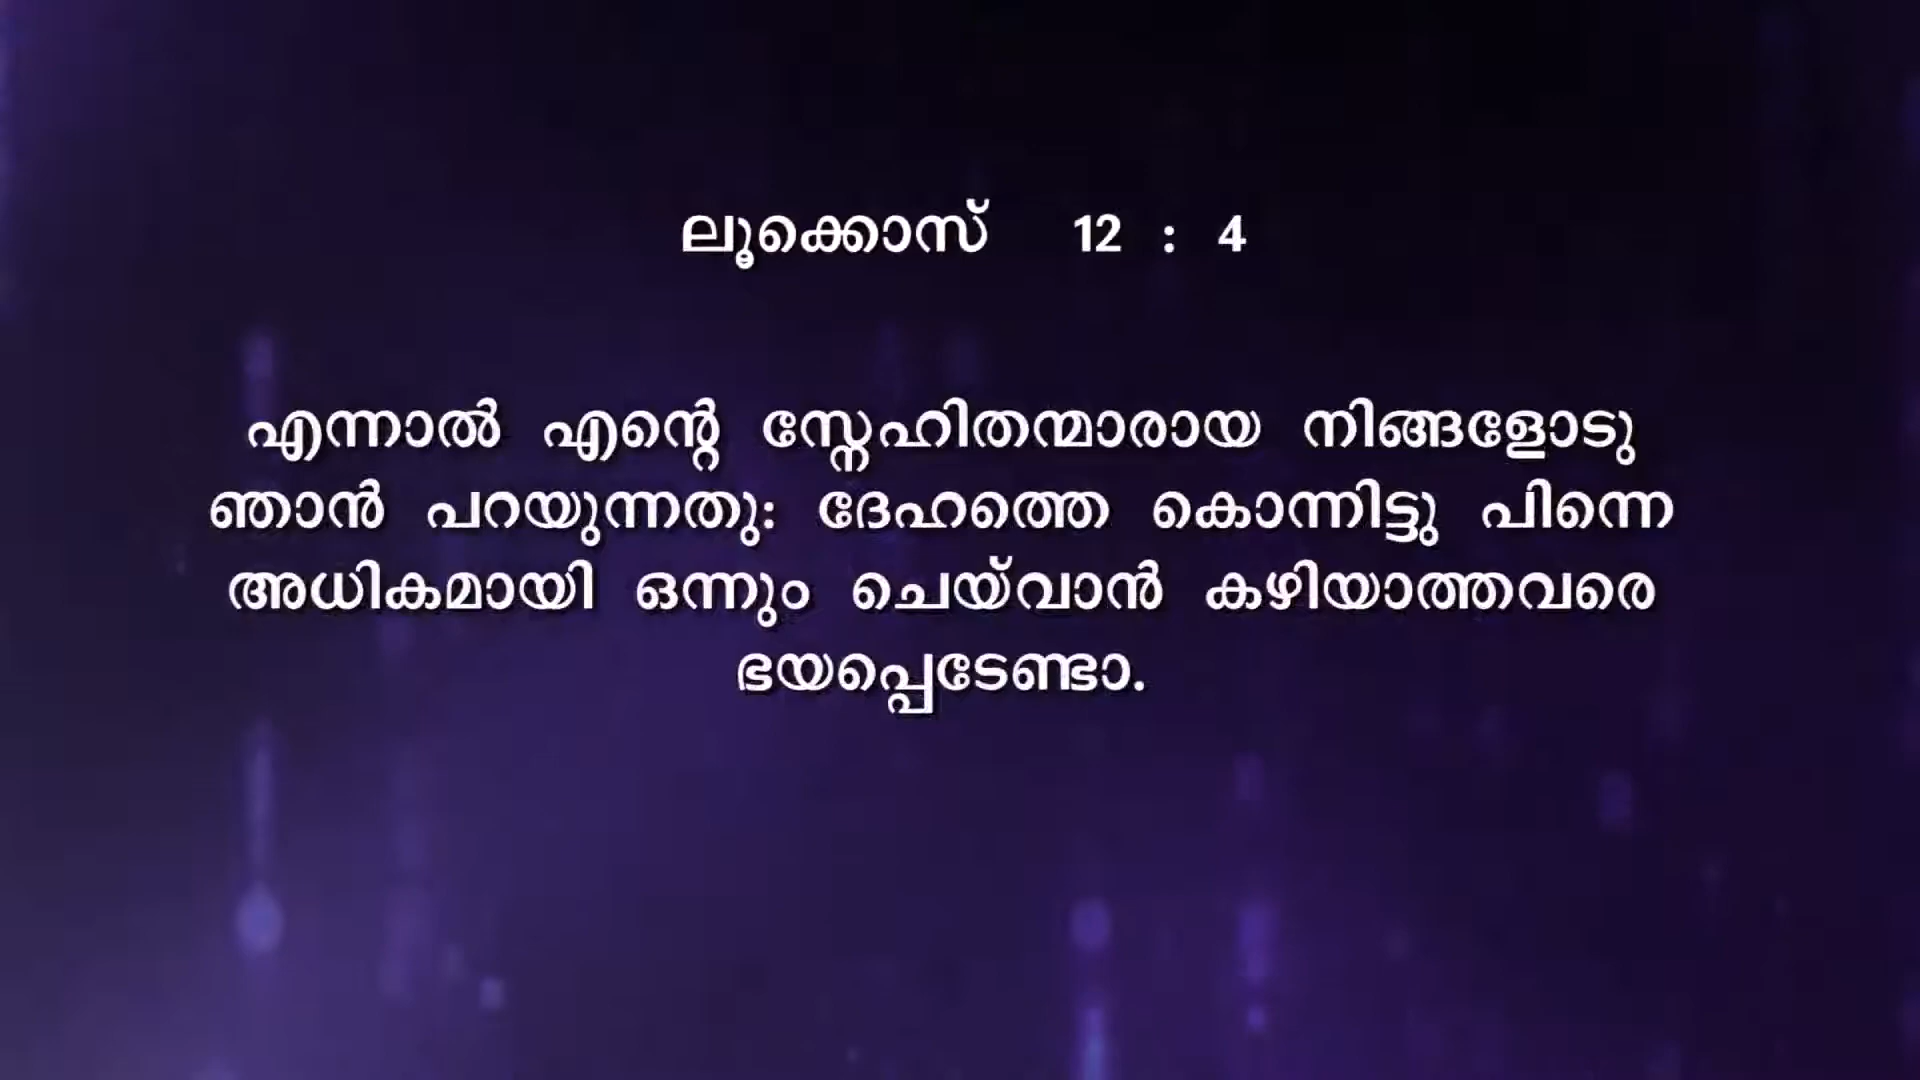 ലൂക്കൊസ് 12 : 4
എന്നാൽ എന്റെ സ്നേഹിതന്മാരായ നിങ്ങളോടു
ഞാൻ പറയുന്നതു: ദേഹത്തെ കൊന്നിട്ടു പിന്നെ
അധികമായി ഒന്നും ചെയ്‌വാൻ കഴിയാത്തവരെ
ഭയപ്പെടേണ്ടാ.